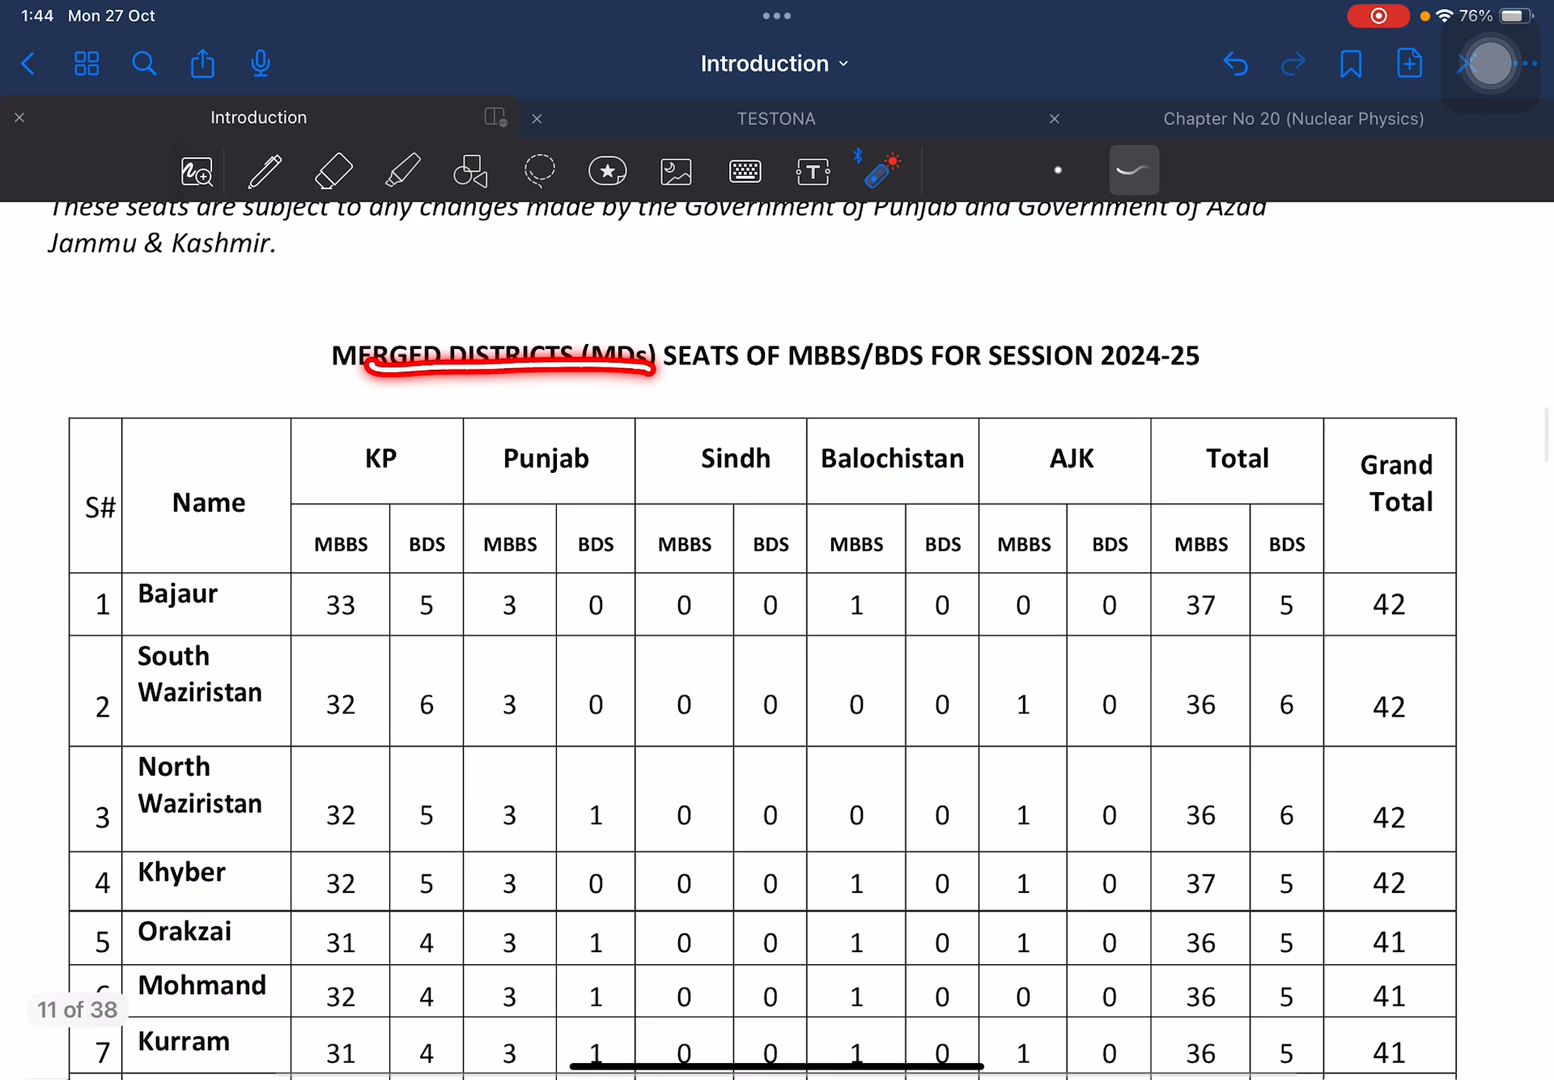 1:44 Mon 27 Oct
76%
Introduction
Introduction
TESTONA
Chapter No 20 (Nuclear Physics)
T
These seats are subject to any changes made by the Government of Punjab and Government of Azad
Jammu & Kashmir.
MERGED DISTRICTS (MDs) SEATS OF MBBS/BDS FOR SESSION 2024-25
S# Name KP Punjab Sindh Balochistan AJK Total Grand Total
MBBS BDS MBBS BDS MBBS BDS MBBS BDS MBBS BDS MBBS BDS
1 Bajaur 33 5 3 0 0 0 1 0 0 0 37 5 42
2 South Waziristan 32 6 3 0 0 0 0 0 1 0 36 6 42
3 North Waziristan 32 5 3 1 0 0 0 0 1 0 36 6 42
4 Khyber 32 5 3 0 0 0 1 0 1 0 37 5 42
5 Orakzai 31 4 3 1 0 0 1 0 1 0 36 5 41
Mohmand 32 4 3 1 0 0 1 0 0 0 36 5 41
7 Kurram 31 4 3 1 0 0 1 0 1 0 36 5 41
11 of 38